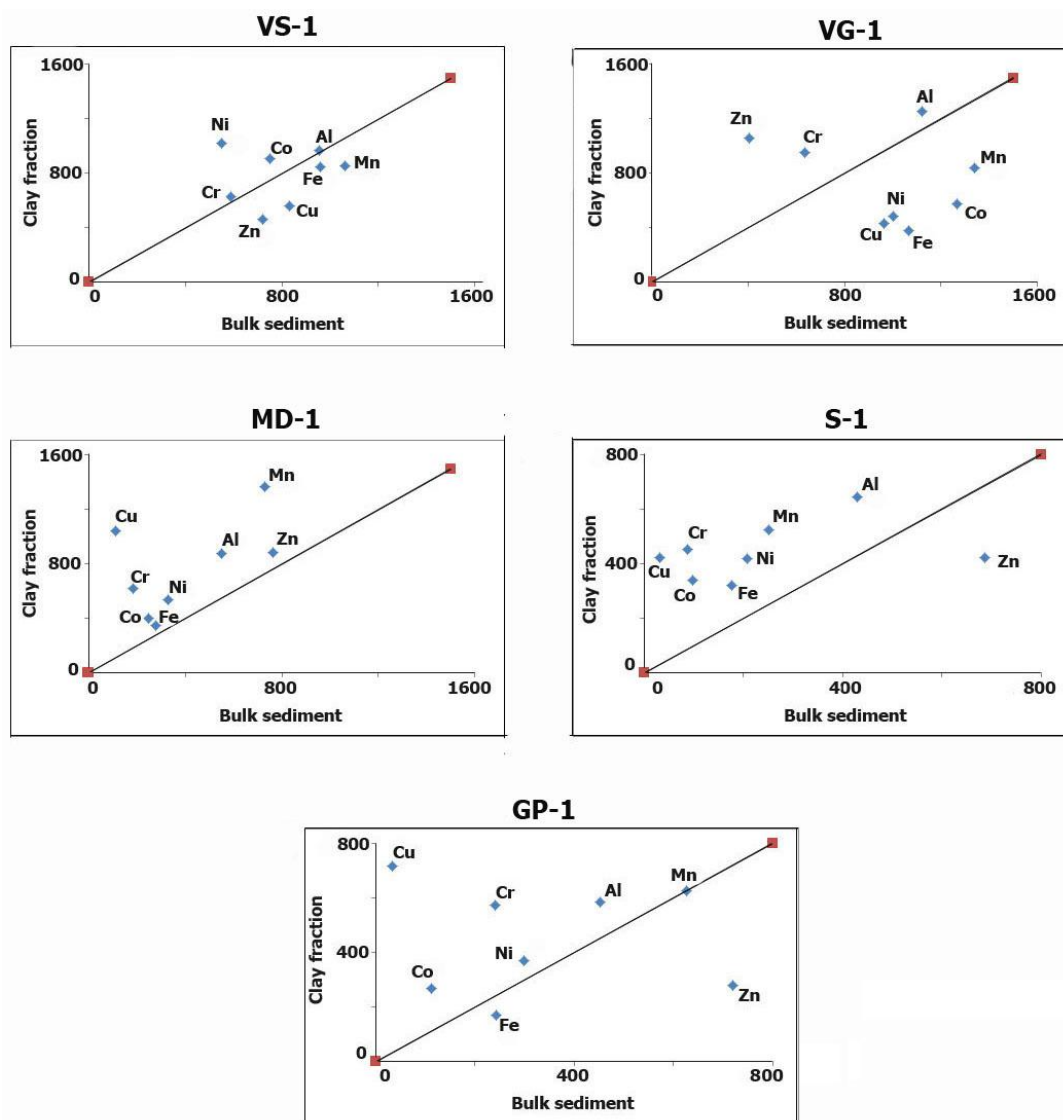 VS-1
1600
Clay fraction
800
0
Ni
Co
Al
Fe
Mn
Cr
Cu
Zn
0
800
1600
Bulk sediment
VG-1
1600
Clay fraction
800
0
Al
Zn
Cr
Mn
Ni
Co
Cu
Fe
0
800
1600
Bulk sediment
MD-1
1600
Clay fraction
800
0
Mn
Cu
Al
Zn
Cr
Ni
Co
Fe
0
800
1600
Bulk sediment
S-1
800
Clay fraction
400
0
Al
Mn
Cr
Cu
Ni
Zn
Co
Fe
0
400
800
Bulk sediment
GP-1
800
Clay fraction
400
0
Cu
Cr
Al
Mn
Ni
Co
Zn
Fe
0
400
800
Bulk sediment